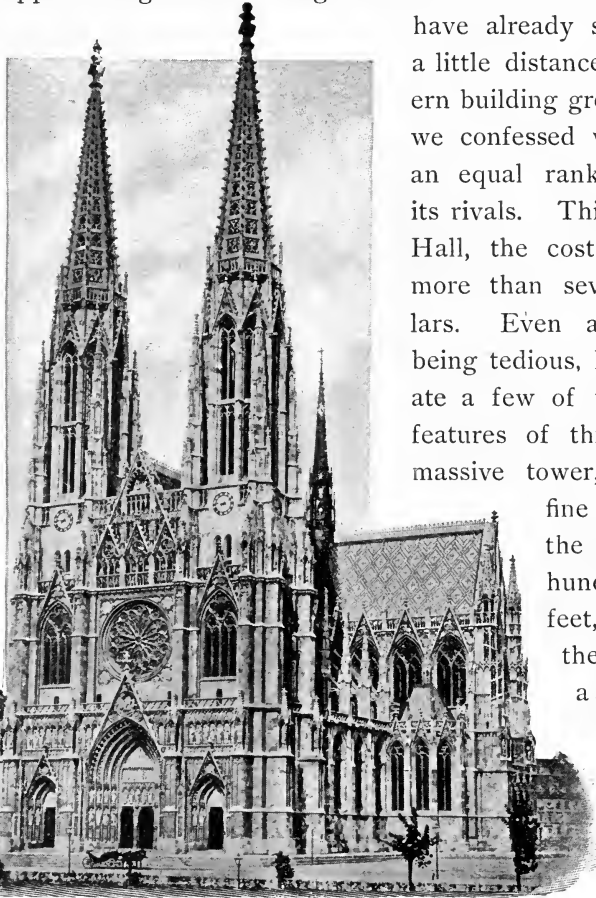 have already s
a little distance
ern building gr
we confessed
an equal rank
its rivals. Thi
Hall, the cost
more than sev
lars. Even a
being tedious,
ate a few of
features of th
massive tower,
fine
the
hund
feet,
the
a